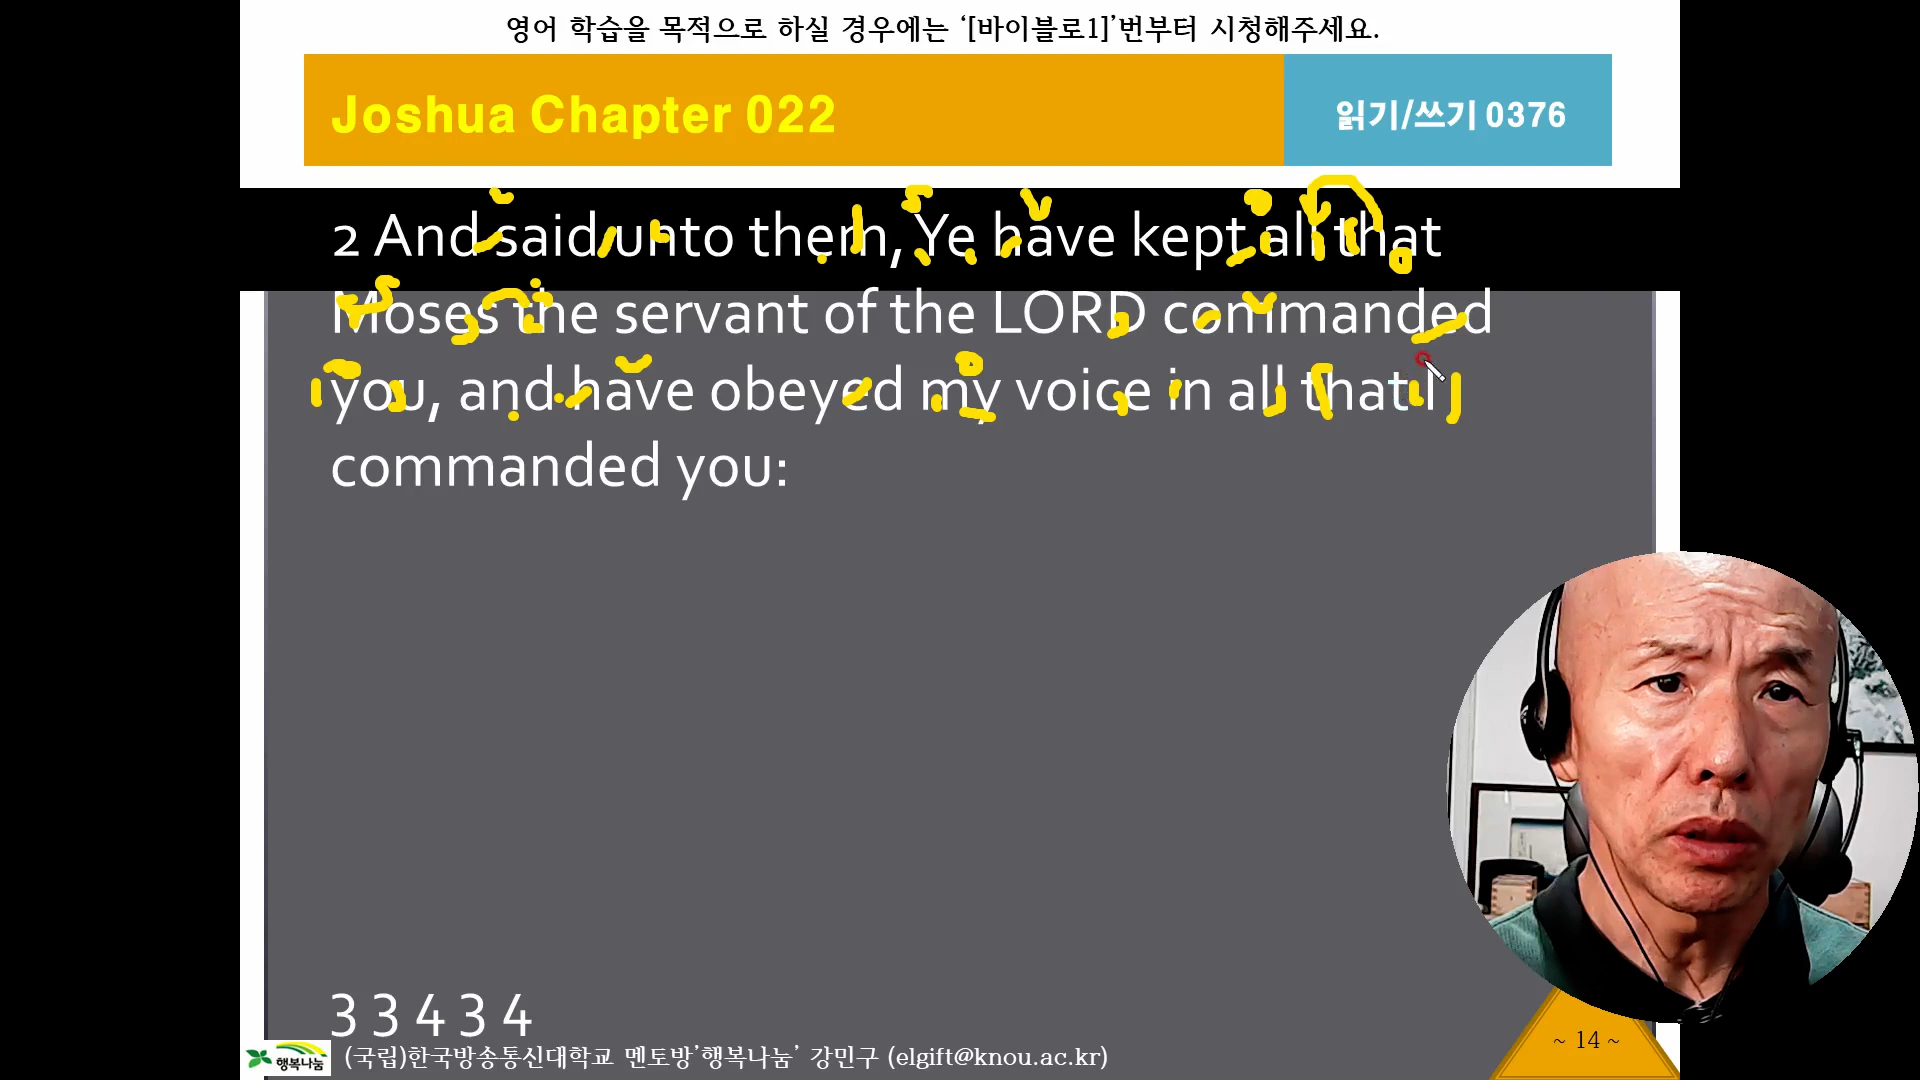 영어 학습을 목적으로 하실 경우에는 ‘[바이블로1]’번부터 시청해주세요.
Joshua Chapter 022
읽기/쓰기 0376
2 And said unto them, Ye have kept all that
Moses the servant of the LORD commanded
you, and have obeyed my voice in all that I
commanded you:
3 3 4 3 4
행복나눔
(국립)한국방송통신대학교 멘토방’행복나눔’ 강민구 (elgift@knou.ac.kr)
~ 14 ~